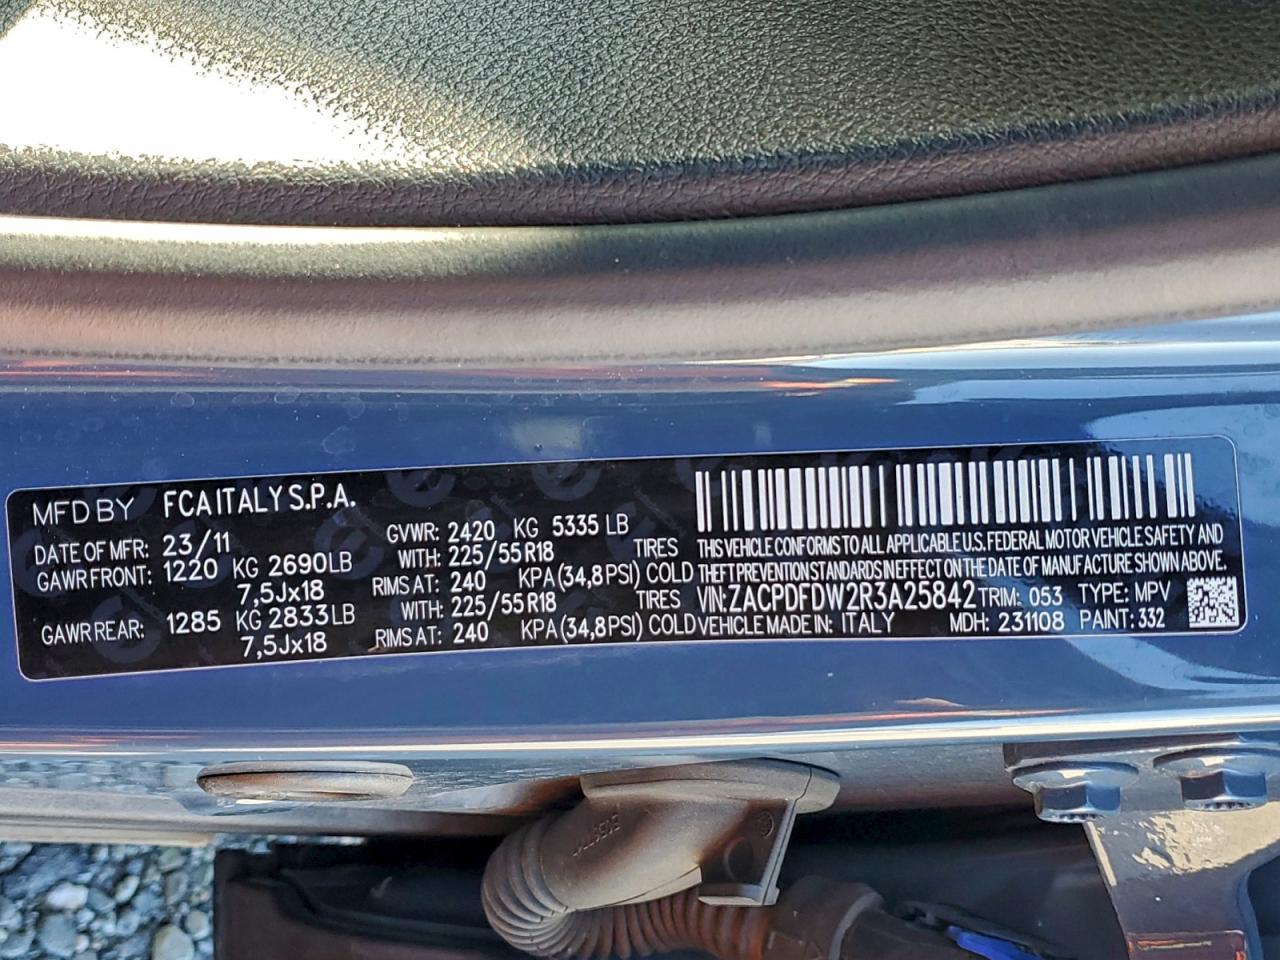 MFD BY FCA ITALY S.P.A.
DATE OF MFR: 23/11 GVWR: 2420 KG 5335 LB
GAWR FRONT: 1220 KG 2690LB WITH: 225/55R18 TIRES
7,5Jx18 RIMS AT: 240 KPA(34,8PSI) COLD
GAWR REAR: 1285 KG 2833LB WITH: 225/55R18 TIRES
7,5Jx18 RIMS AT: 240 KPA(34,8PSI) COLD
THIS VEHICLE CONFORMS TO ALL APPLICABLE U.S. FEDERAL MOTOR VEHICLE SAFETY AND
THEFT PREVENTION STANDARDS IN EFFECT ON THE DATE OF MANUFACTURE SHOWN ABOVE.
VIN: ZACPDFDW2R3A25842 TRIM: 053 TYPE: MPV
VEHICLE MADE IN: ITALY MDH: 231108 PAINT: 332